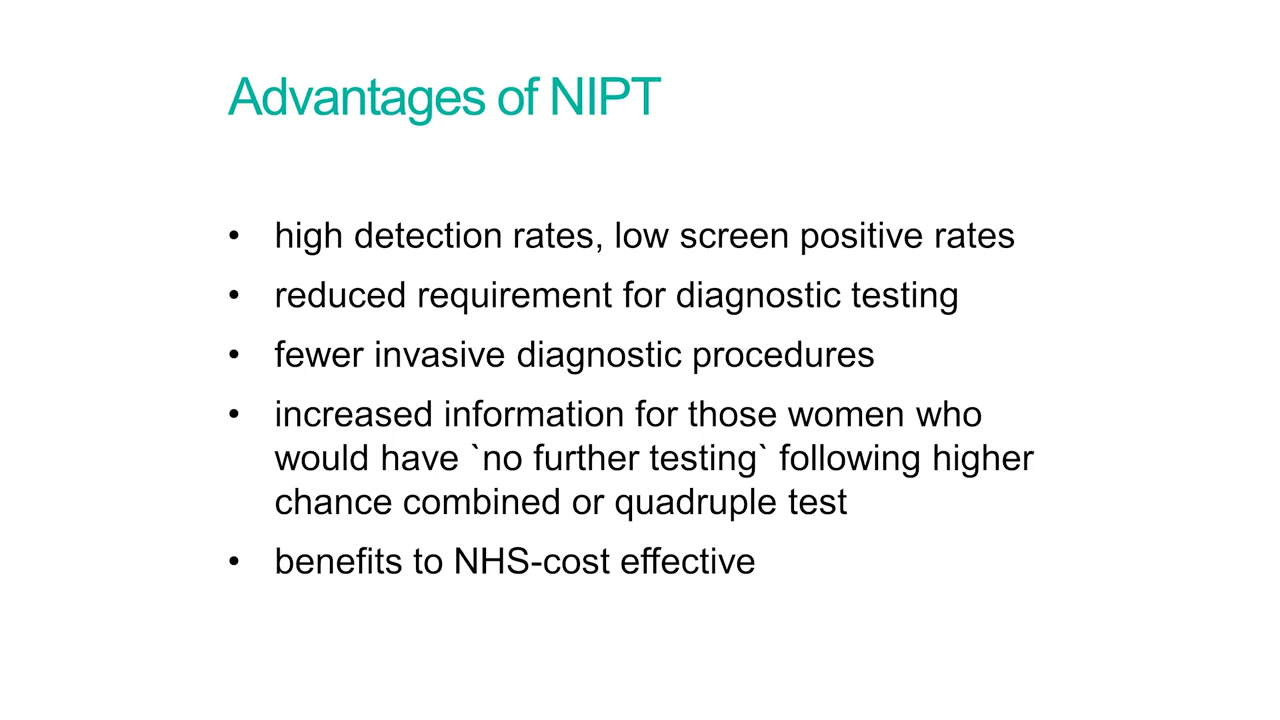 Advantages of NIPT
• high detection rates, low screen positive rates
• reduced requirement for diagnostic testing
• fewer invasive diagnostic procedures
• increased information for those women who
would have `no further testing` following higher
chance combined or quadruple test
• benefits to NHS-cost effective